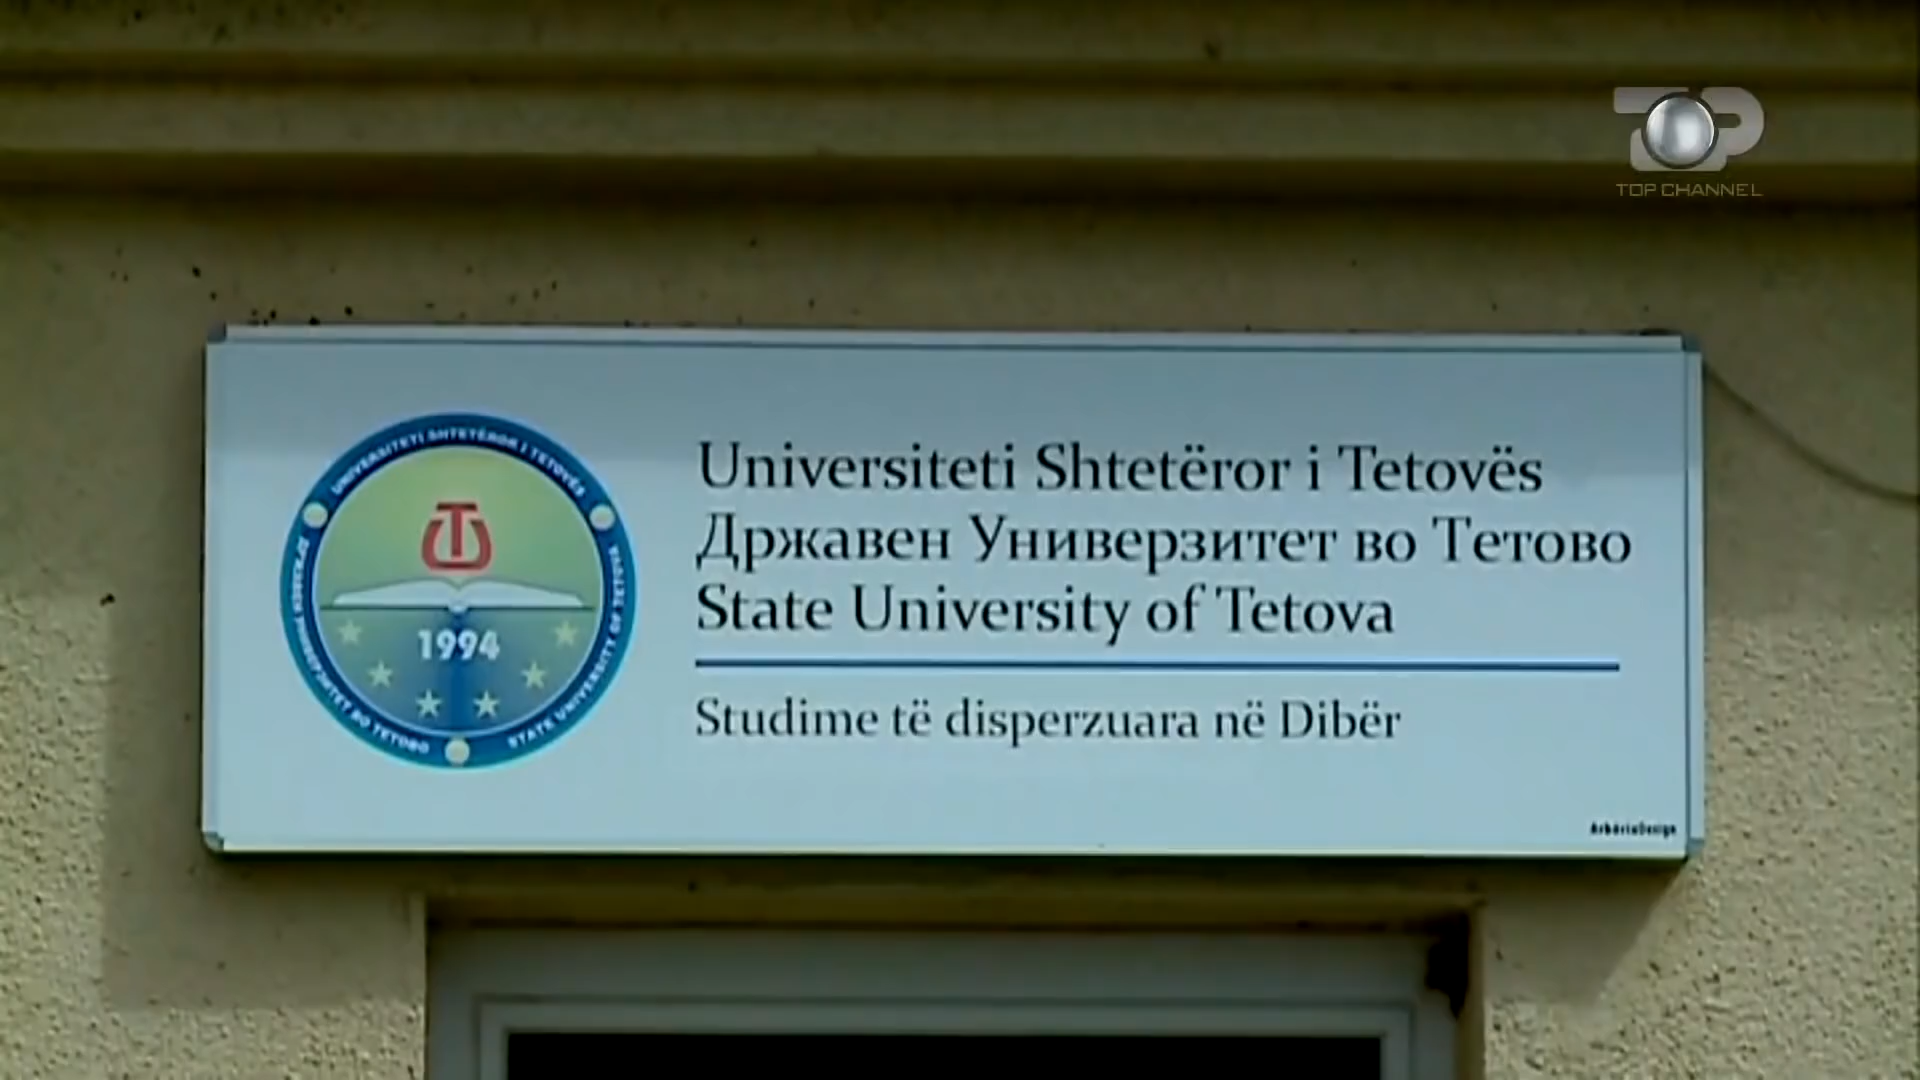 TOP CHANNEL
UNIVERSITETI SHTETËROR I TETOVËS
ДРЖАВЕН УНИВЕРЗИТЕТ ВО ТЕТОВО
STATE UNIVERSITY OF TETOVA
1994
Universiteti Shtetëror i Tetovës
Државен Универзитет во Тетово
State University of Tetova
Studime të disperzuara në Dibër
ArbëriaDesign